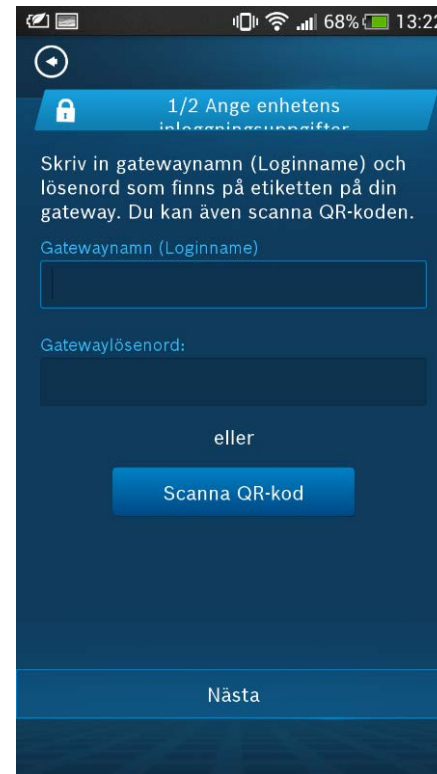 68% 13:22
1/2 Ange enhetens
inloggningsuppgifter
Skriv in gatewaynamn (Loginname) och
lösenord som finns på etiketten på din
gateway. Du kan även scanna QR-koden.
Gatewaynamn (Loginname)
Gatewaylösenord:
eller
Scanna QR-kod
Nästa